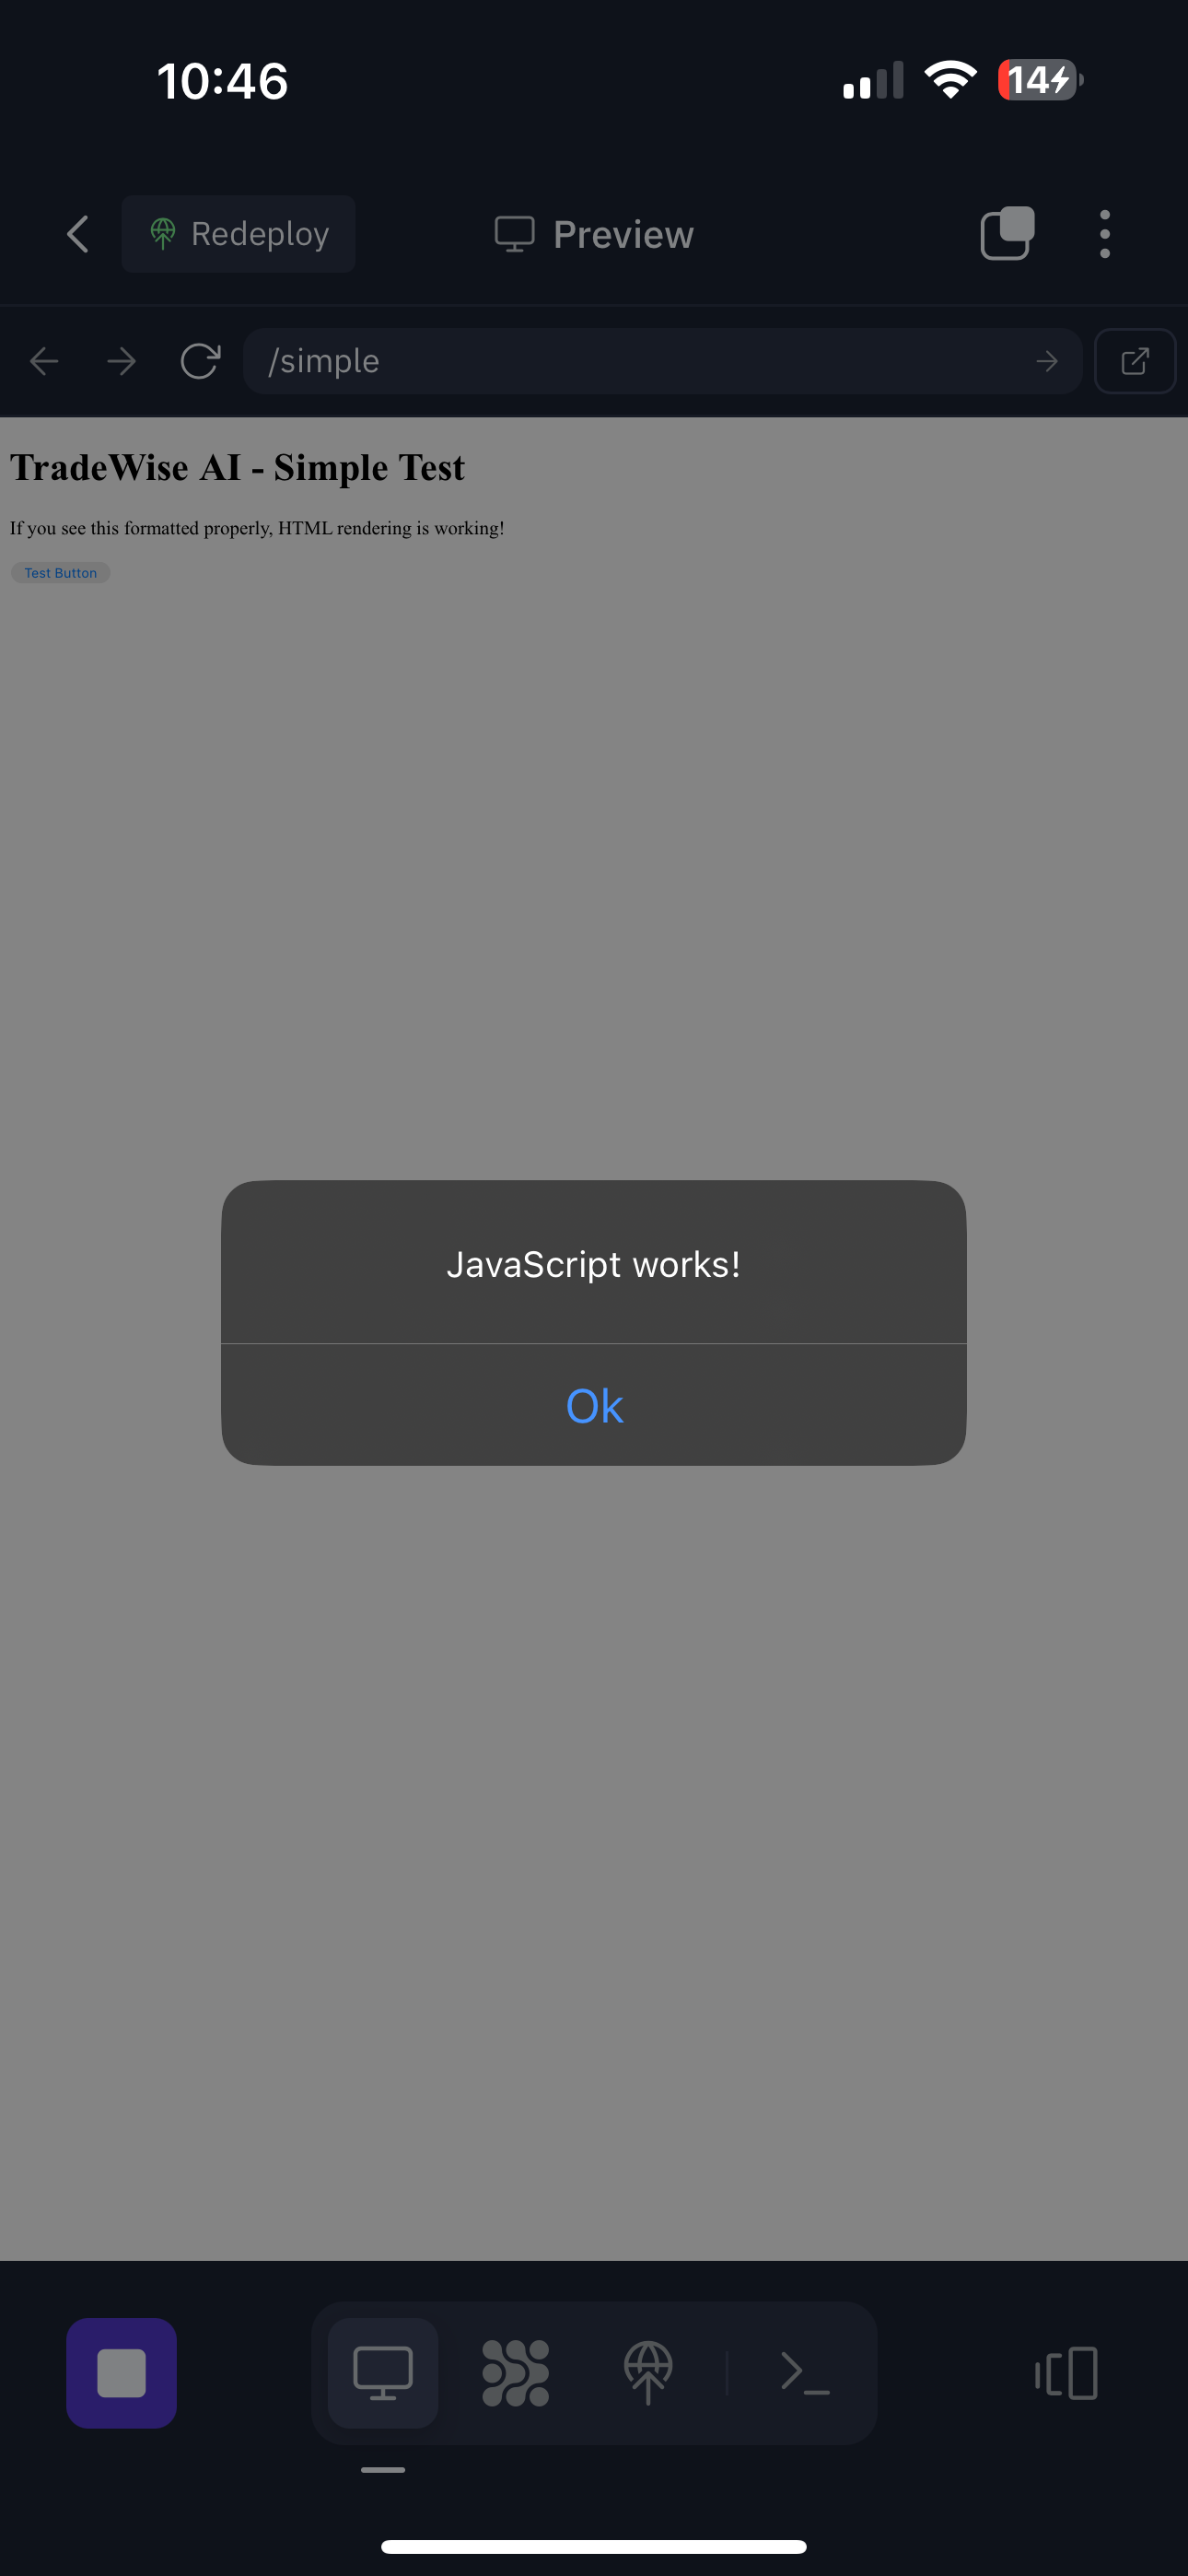 10:46
14
Redeploy
Preview
/simple
TradeWise AI - Simple Test
If you see this formatted properly, HTML rendering is working!
Test Button
JavaScript works!
Ok